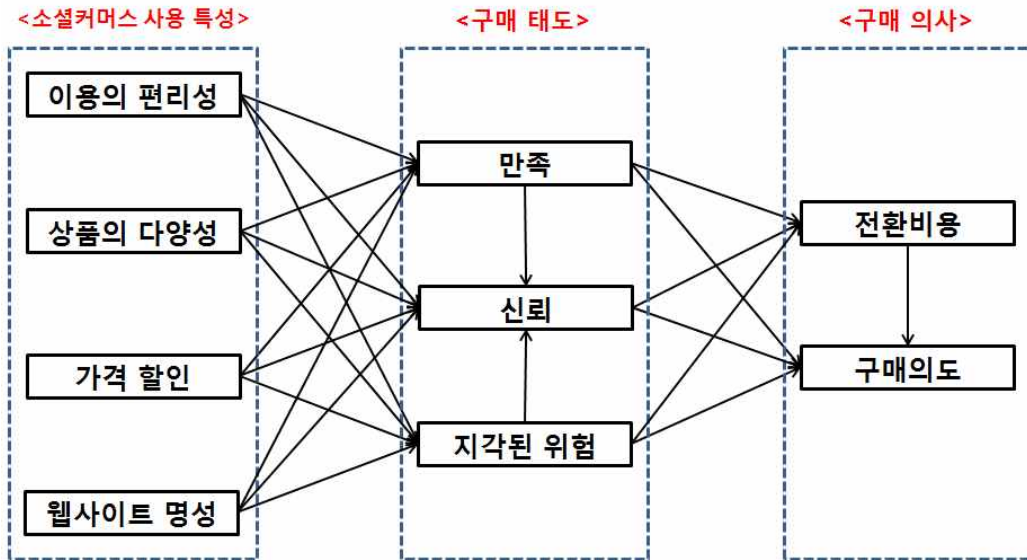 <소셜커머스 사용 특성>
<구매 태도>
<구매 의사>
이용의 편리성
상품의 다양성
가격 할인
웹사이트 명성
만족
신뢰
지각된 위험
전환비용
구매의도